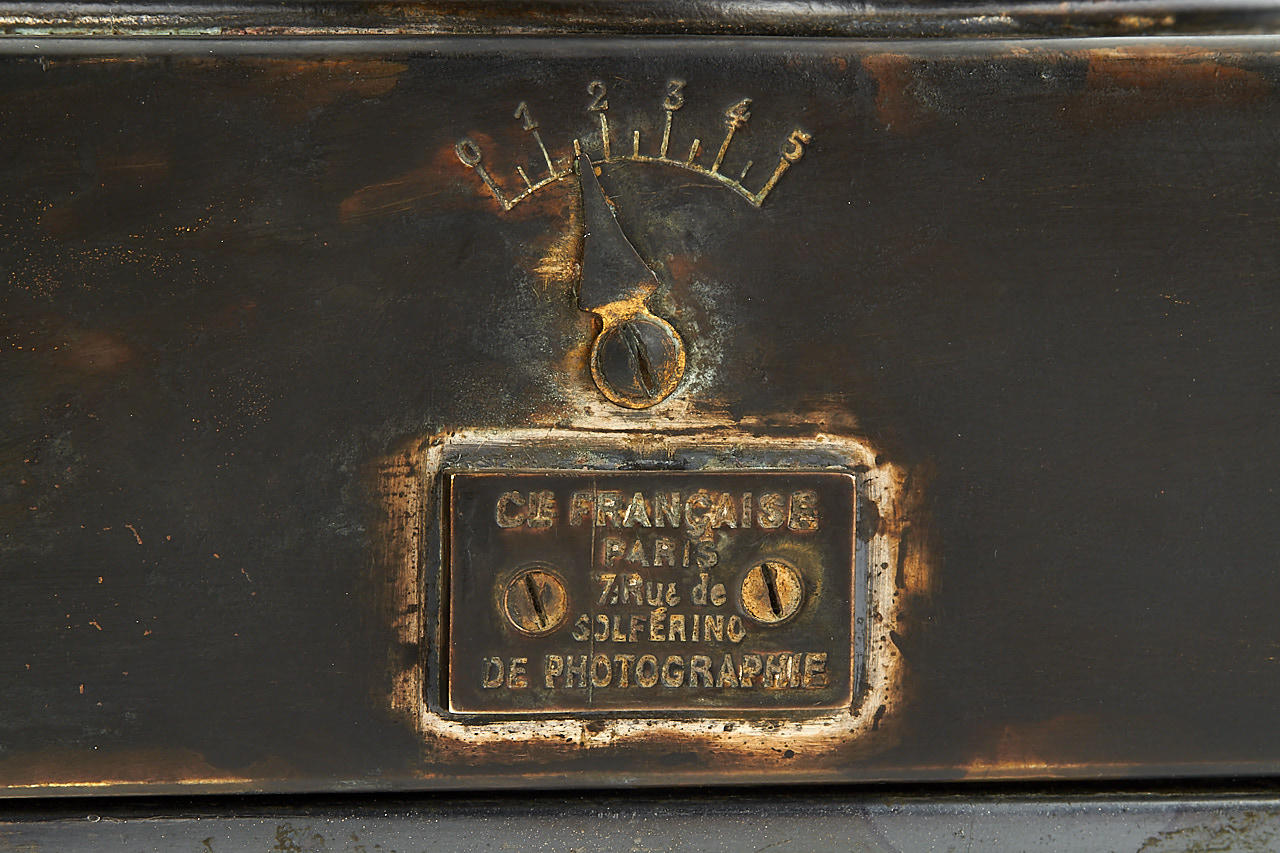 0 1 2 3 4 5
Cie FRANÇAISE
PARIS
7.Rue de
SOLFÉRINO
DE PHOTOGRAPHIE